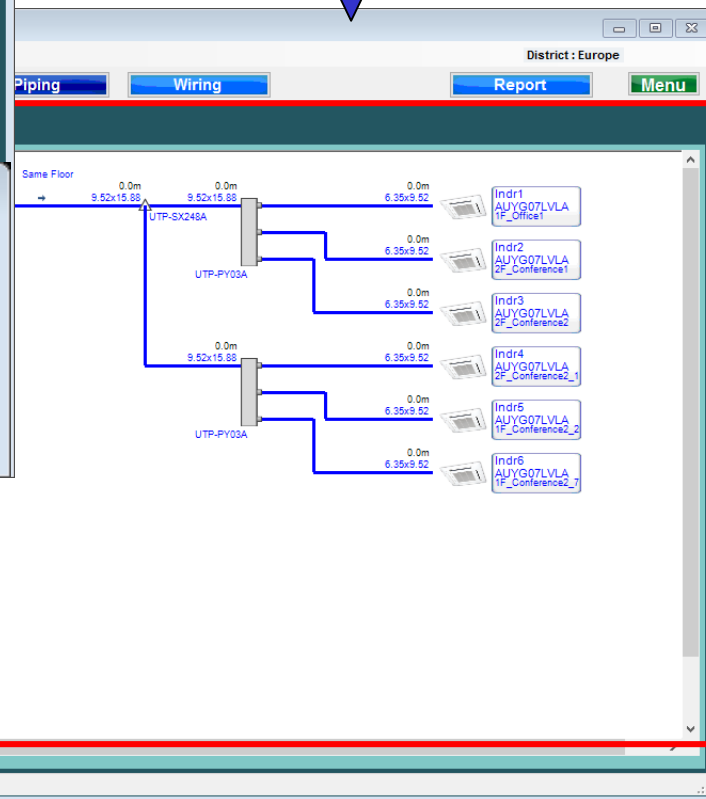 District : Europe
Piping
Wiring
Report
Menu
Same Floor
0.0m
9.52x15.88
0.0m
9.52x15.88
0.0m
6.35x9.52
Indr1
AUYG07LVLA
1F_Office1
UTP-SX248A
0.0m
6.35x9.52
Indr2
AUYG07LVLA
2F_Conference1
UTP-PY03A
0.0m
6.35x9.52
Indr3
AUYG07LVLA
2F_Conference2
0.0m
9.52x15.88
0.0m
6.35x9.52
Indr4
AUYG07LVLA
2F_Conference2_1
0.0m
6.35x9.52
Indr5
AUYG07LVLA
1F_Conference2_2
UTP-PY03A
0.0m
6.35x9.52
Indr6
AUYG07LVLA
1F_Conference2_7